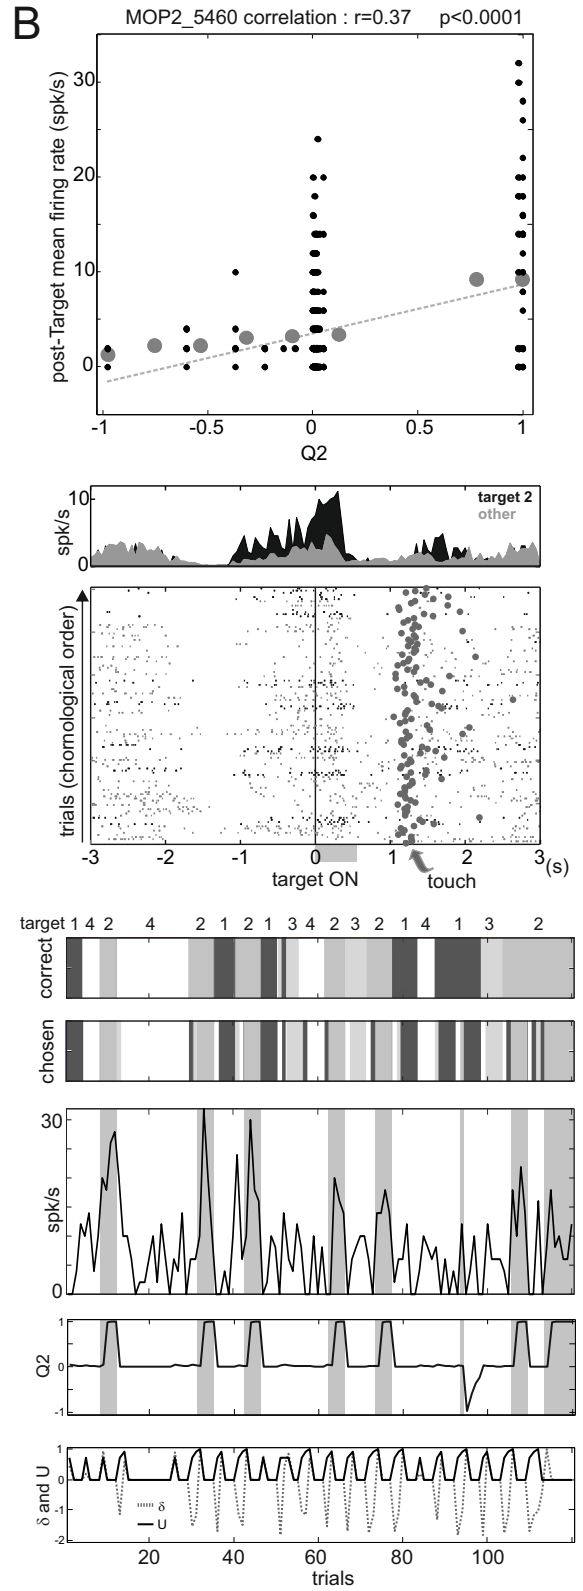 B
MOP2_5460 correlation : r=0.37 p<0.0001
post-Target mean firing rate (spk/s)
30
20
10
0
-1 -0.5 0 0.5 1
Q2
spk/s
10
0
target 2
other
trials (chomological order)
-3 -2 -1 0 1 2 3 (s)
target ON touch
target 1 4 2 4 2 1 2 1 3 4 2 3 2 1 4 1 3 2
correct
chosen
spk/s
30
0
Q2
1
0
-1
δ and U
1
0
-1
-2
δ
U
20 40 60 80 100
trials